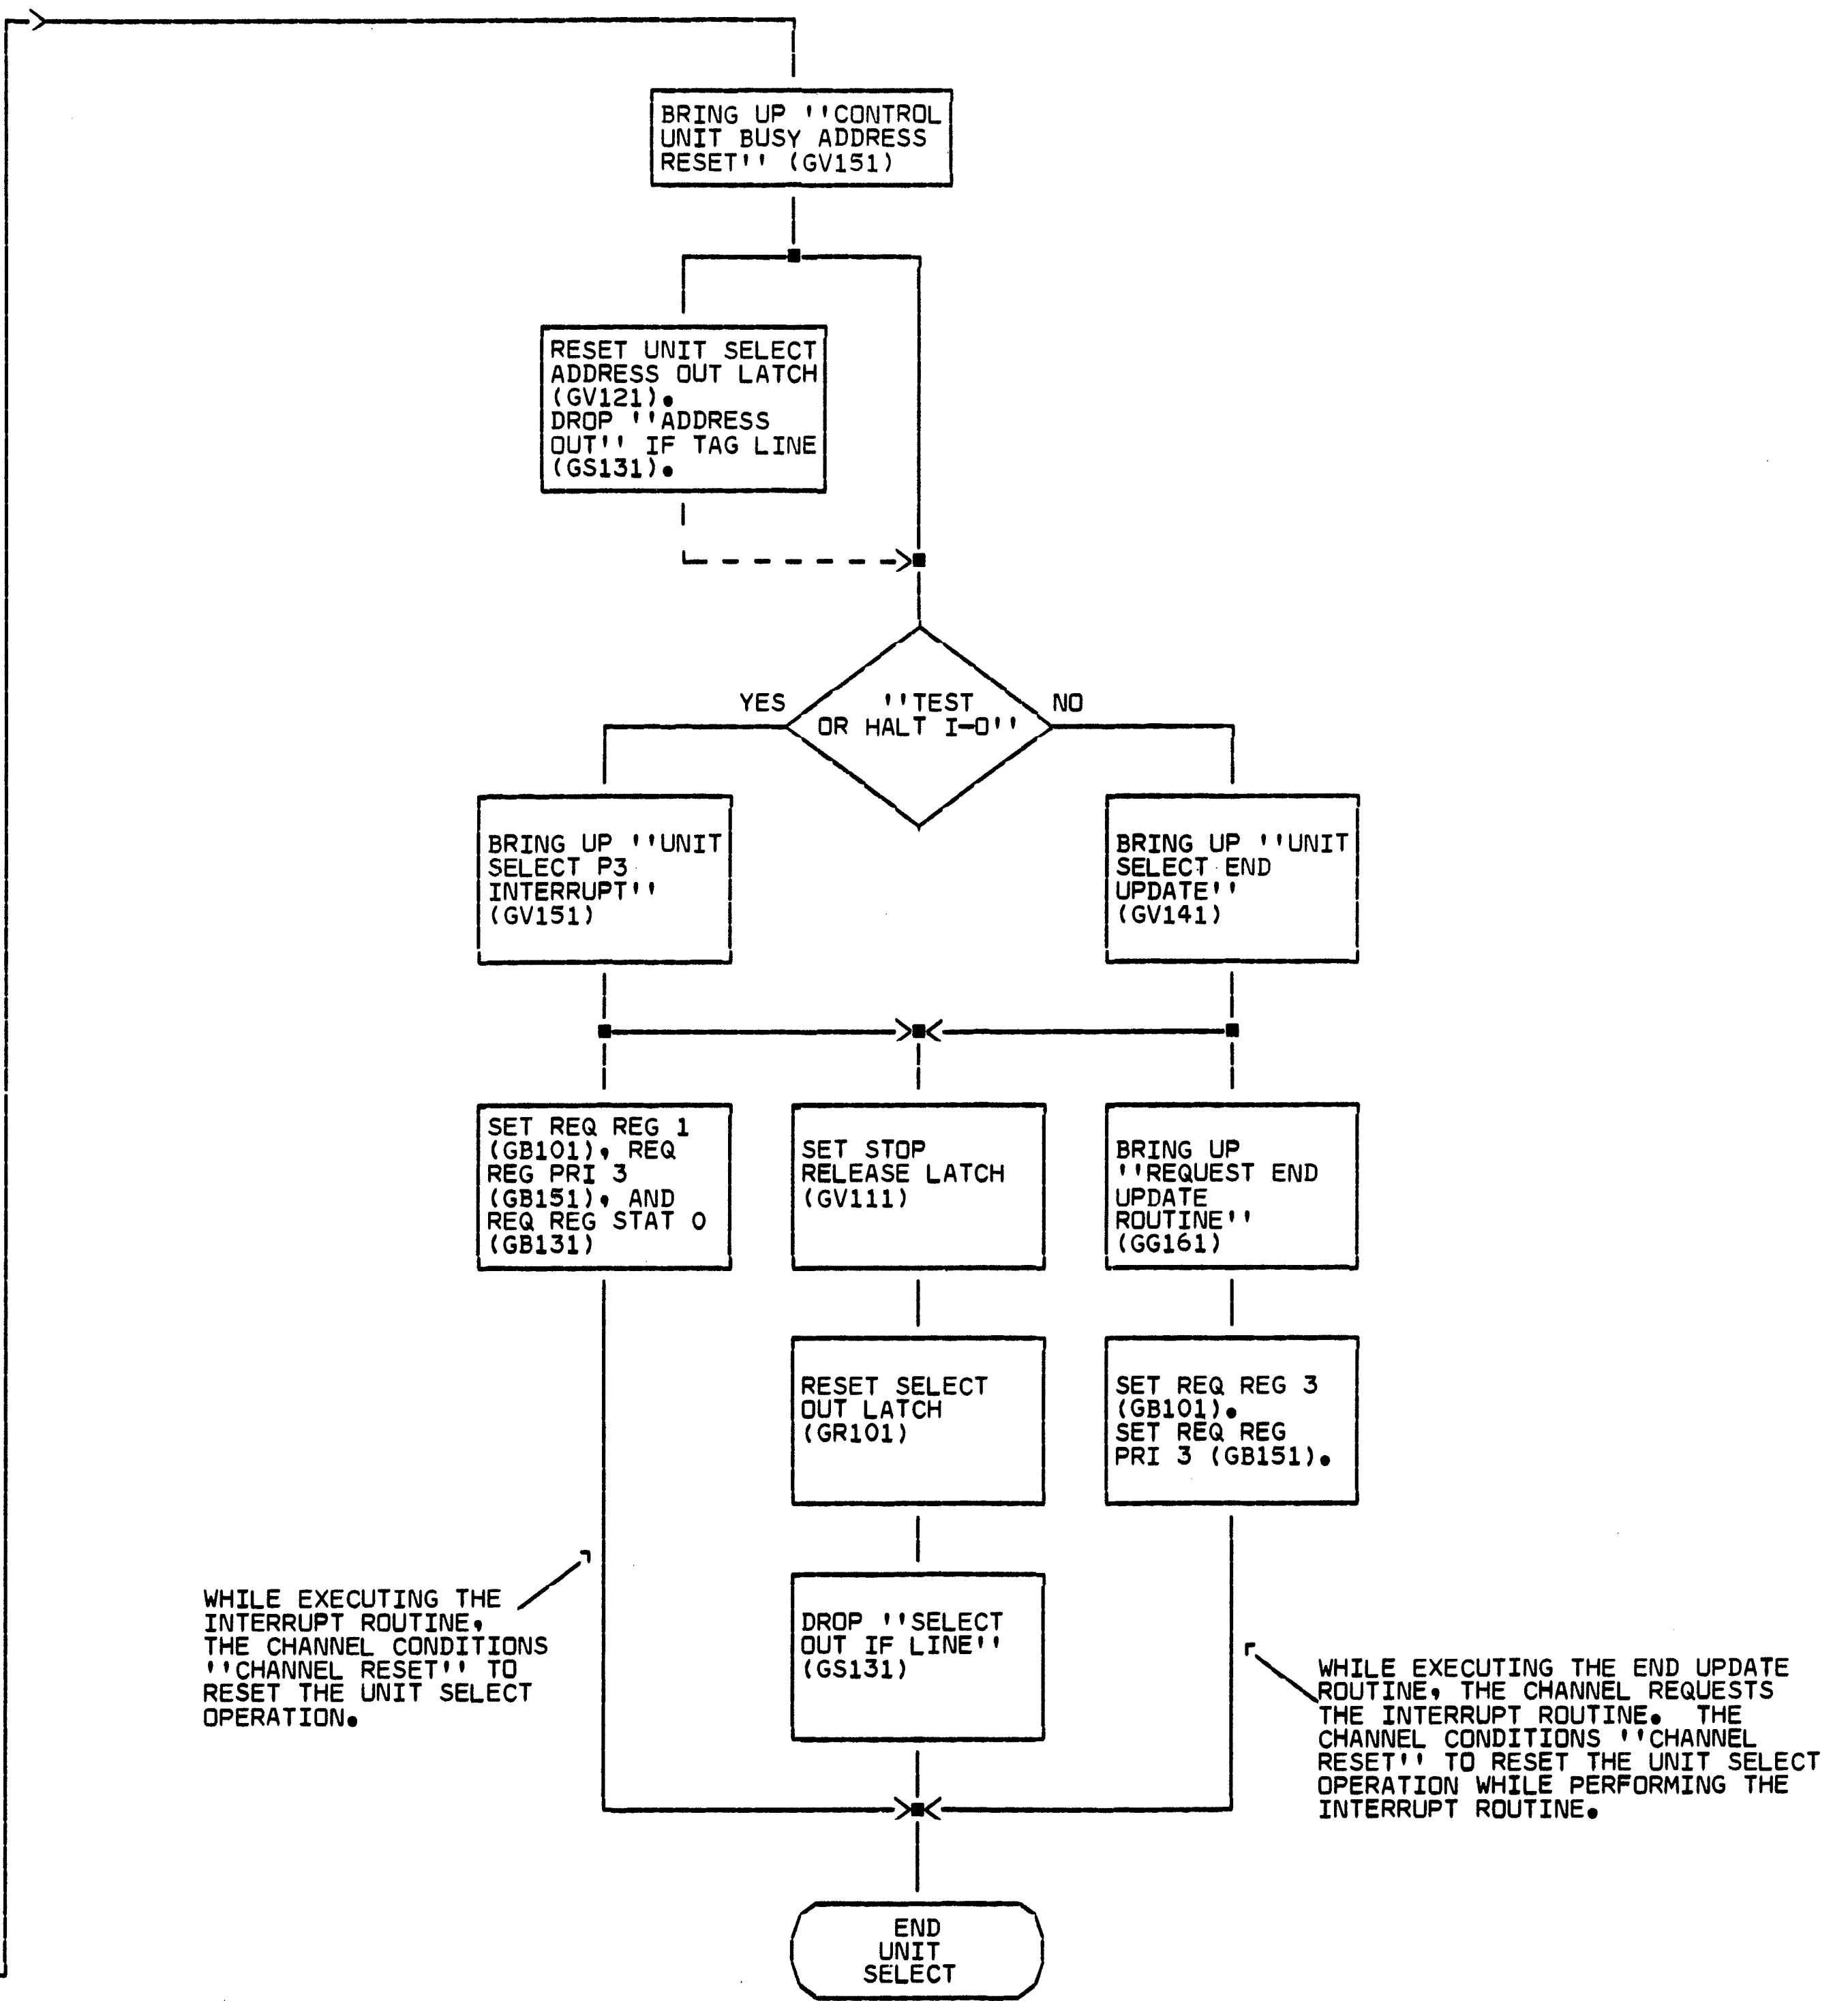 BRING UP ''CONTROL
UNIT BUSY ADDRESS
RESET'' (GV151)
RESET UNIT SELECT
ADDRESS OUT LATCH
(GV121).
DROP ''ADDRESS
OUT'' IF TAG LINE
(GS131).
YES
''TEST
OR HALT I-O''
NO
BRING UP ''UNIT
SELECT P3
INTERRUPT''
(GV151)
BRING UP ''UNIT
SELECT END
UPDATE''
(GV141)
SET REQ REG 1
(GB101), REQ
REG PRI 3
(GB151), AND
REQ REG STAT 0
(GB131)
SET STOP
RELEASE LATCH
(GV111)
BRING UP
''REQUEST END
UPDATE
ROUTINE''
(GG161)
RESET SELECT
OUT LATCH
(GR101)
SET REQ REG 3
(GB101).
SET REQ REG
PRI 3 (GB151).
WHILE EXECUTING THE
INTERRUPT ROUTINE,
THE CHANNEL CONDITIONS
''CHANNEL RESET'' TO
RESET THE UNIT SELECT
OPERATION.
DROP ''SELECT
OUT IF LINE''
(GS131)
WHILE EXECUTING THE END UPDATE
ROUTINE, THE CHANNEL REQUESTS
THE INTERRUPT ROUTINE. THE
CHANNEL CONDITIONS ''CHANNEL
RESET'' TO RESET THE UNIT SELECT
OPERATION WHILE PERFORMING THE
INTERRUPT ROUTINE.
END
UNIT
SELECT